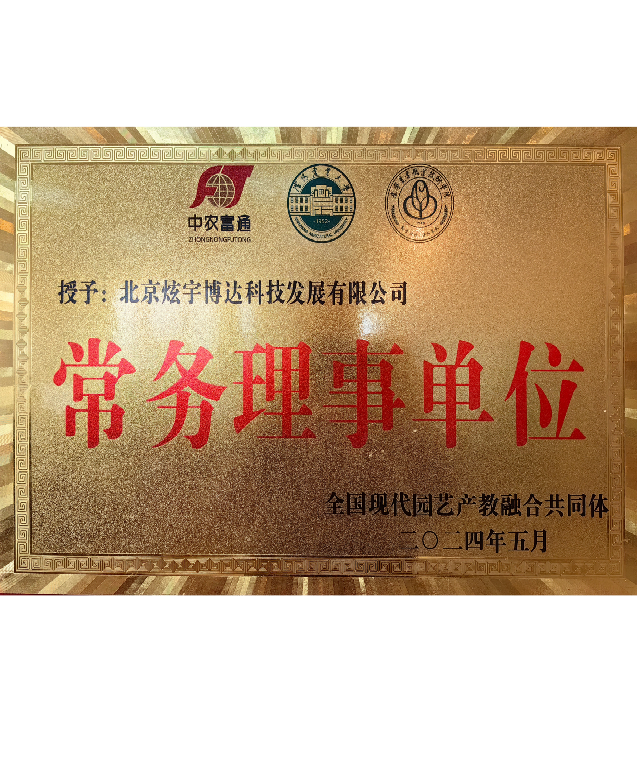 中农富通
ZHONGNONGFUTONG
1952
授予：北京炫宇博达科技发展有限公司
常务理事单位
全国现代园艺产教融合共同体
二〇二四年五月